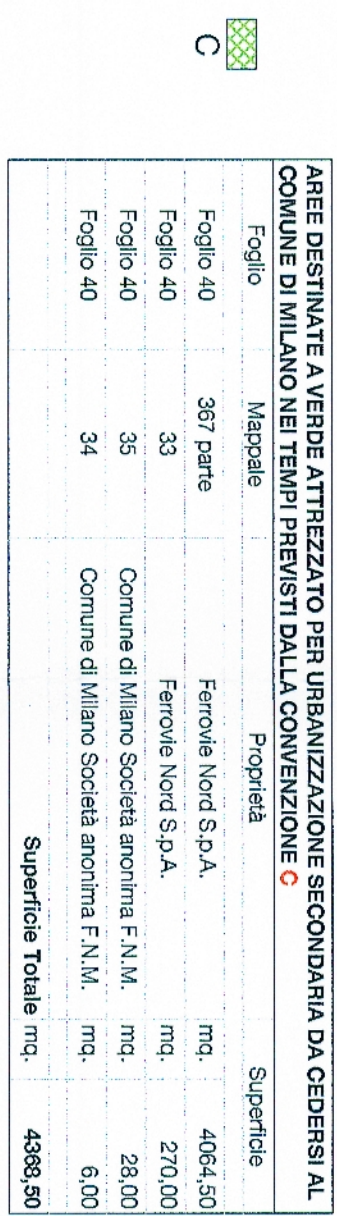 C
AREE DESTINATE A VERDE ATTREZZATO PER URBANIZZAZIONE SECONDARIA DA CEDERSI AL
COMUNE DI MILANO NEI TEMPI PREVISTI DALLA CONVENZIONE C
Foglio Mappale Proprietà Superficie
Foglio 40 367 parte Ferrovie Nord S.p.A. mq. 4064,50
Foglio 40 33 Ferrovie Nord S.p.A. mq. 270,00
Foglio 40 35 Comune di Milano Società anonima F.N.M. mq. 28,00
Foglio 40 34 Comune di Milano Società anonima F.N.M. mq. 6,00
Superficie Totale mq. 4368,50